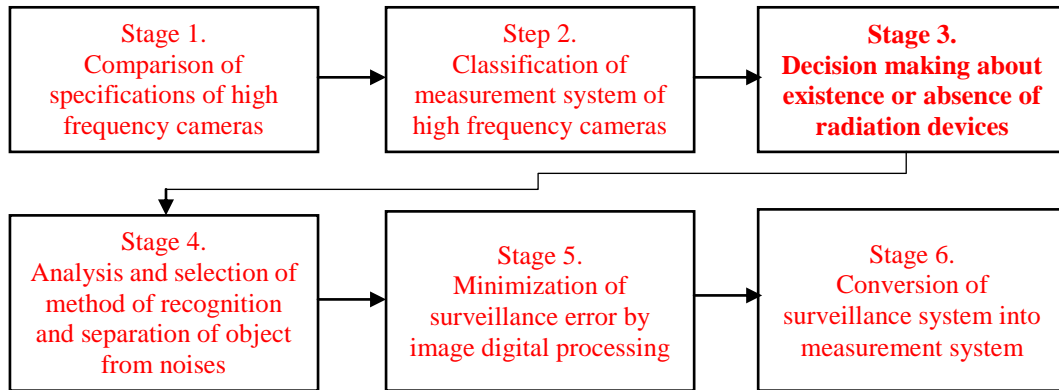 Stage 1.
Comparison of
specifications of high
frequency cameras
Step 2.
Classification of
measurement system of
high frequency cameras
Stage 3.
Decision making about
existence or absence of
radiation devices
Stage 4.
Analysis and selection of
method of recognition
and separation of object
from noises
Stage 5.
Minimization of
surveillance error by
image digital processing
Stage 6.
Conversion of
surveillance system into
measurement system